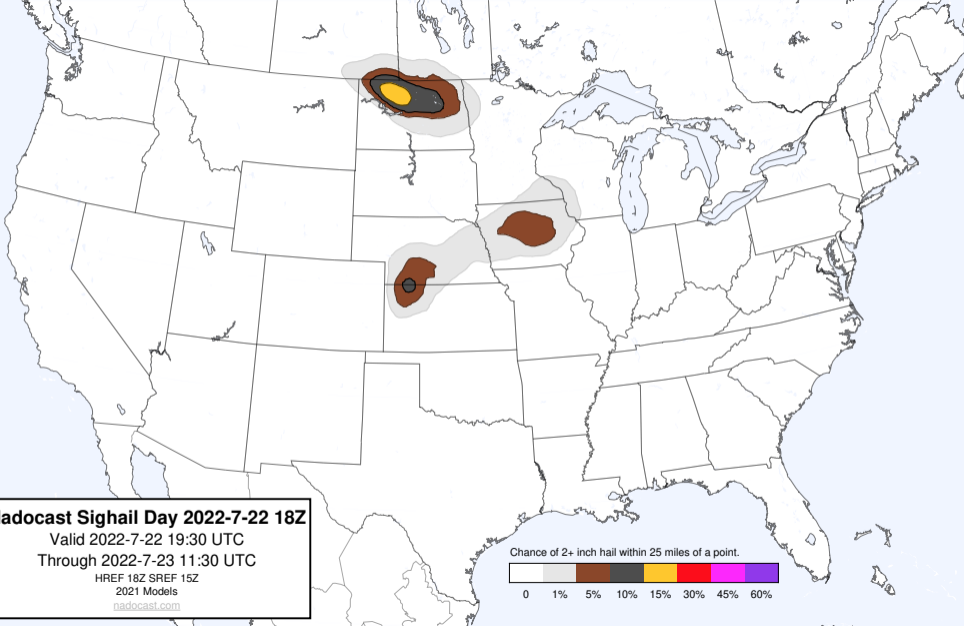 adocast Sighail Day 2022-7-22 18Z
Valid 2022-7-22 19:30 UTC
Through 2022-7-23 11:30 UTC
HREF 18Z SREF 15Z
2021 Models
nadocast.com
Chance of 2+ inch hail within 25 miles of a point.
0 1% 5% 10% 15% 30% 45% 60%